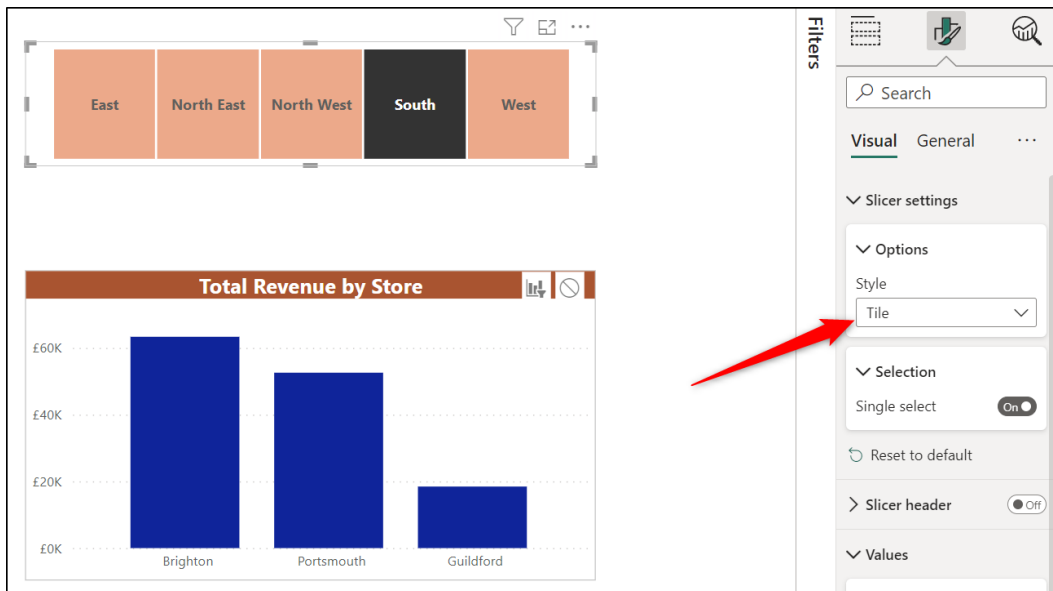 East
North East
North West
South
West
Total Revenue by Store
£60K
£40K
£20K
£0K
Brighton
Portsmouth
Guildford
Filters
Search
Visual
General
Slicer settings
Options
Style
Tile
Selection
Single select
On
Reset to default
Slicer header
Off
Values